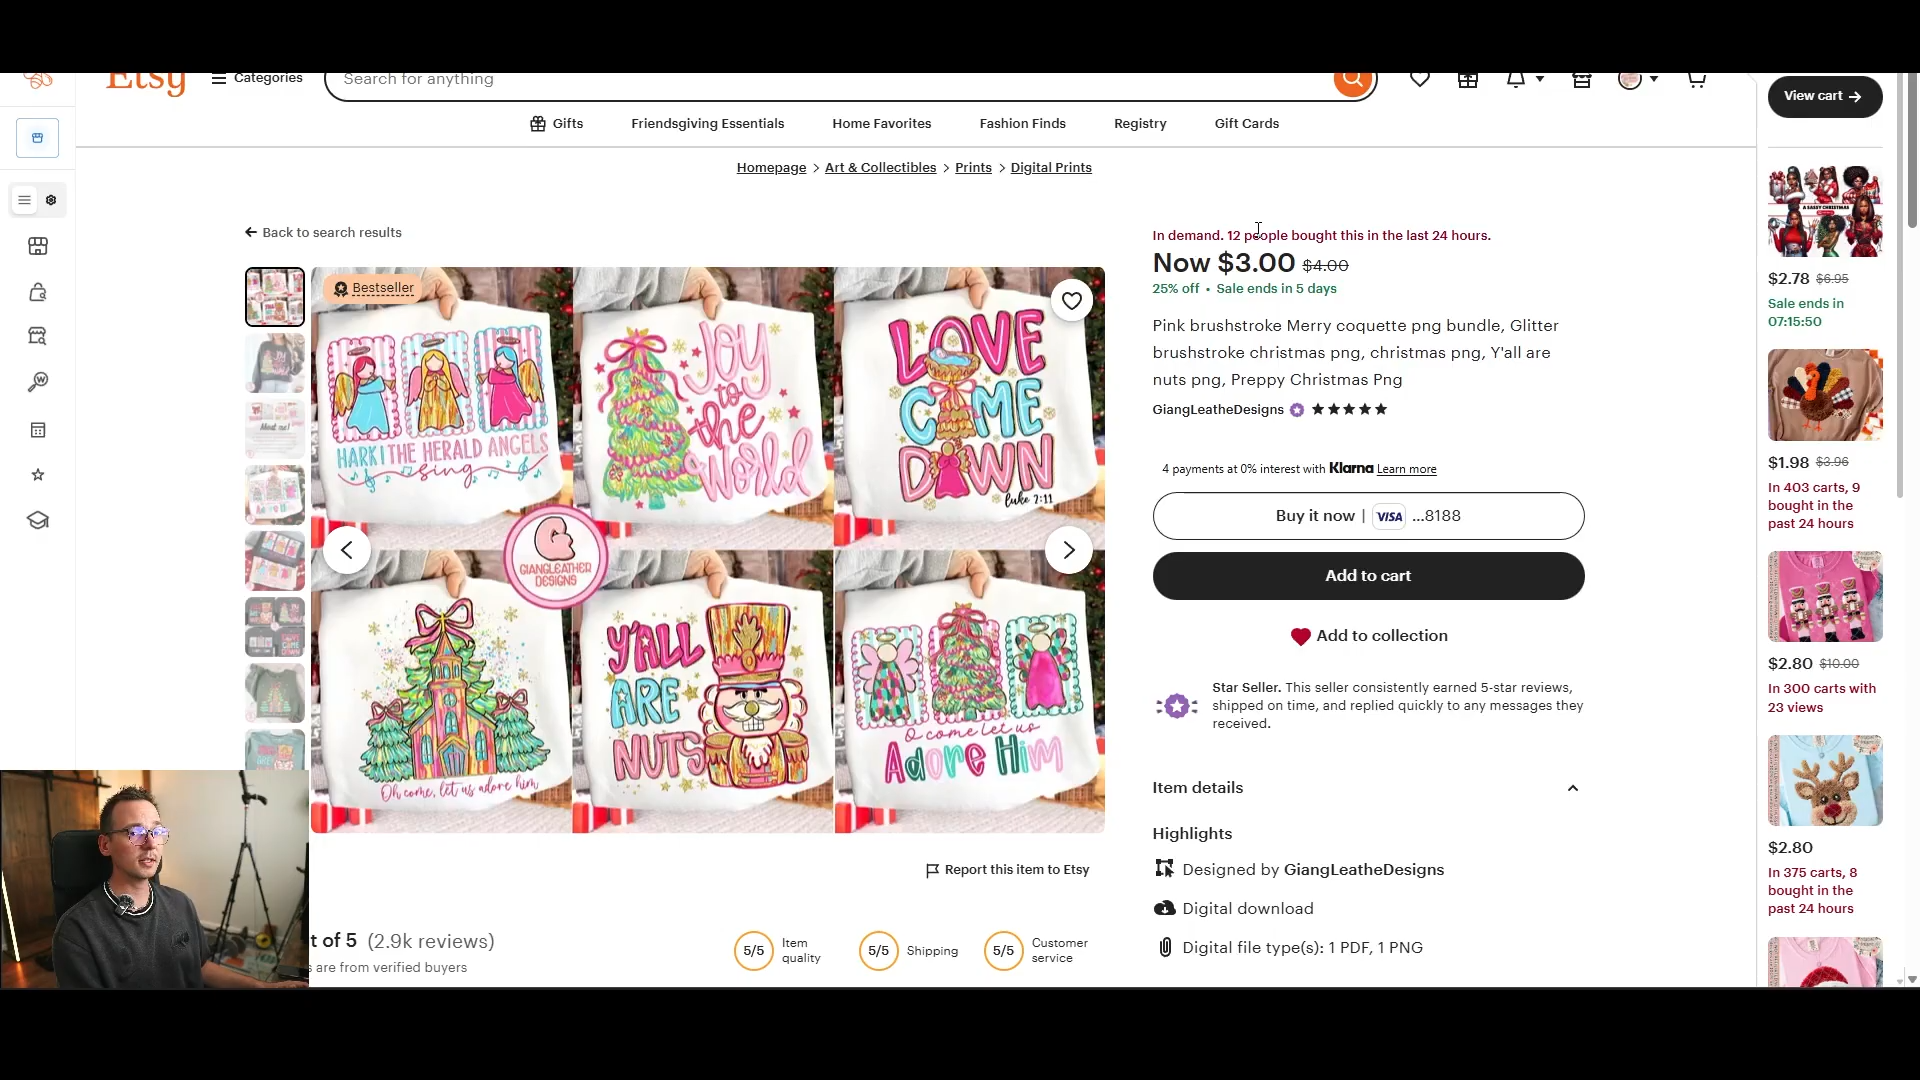 Etsy
Categories
Search for anything
View cart
Gifts
Friendsgiving Essentials
Home Favorites
Fashion Finds
Registry
Gift Cards
Homepage > Art & Collectibles > Prints > Digital Prints
Back to search results
Bestseller
HARK! THE HERALD ANGELS
sing
JOY
to
the
World
LOVE
COME
DOWN
luke 2:11
GIANGLEATHER
DESIGNS
Oh come, let us adore him
Y'ALL
ARE
NUTS
O come let us
Adore Him
Report this item to Etsy
t of 5 (2.9k reviews)
s are from verified buyers
5/5 Item quality
5/5 Shipping
5/5 Customer service
In demand. 12 people bought this in the last 24 hours.
Now $3.00 $4.00
25% off • Sale ends in 5 days
Pink brushstroke Merry coquette png bundle, Glitter
brushstroke christmas png, christmas png, Y'all are
nuts png, Preppy Christmas Png
GiangLeatheDesigns
4 payments at 0% interest with Klarna Learn more
Buy it now | VISA ...8188
Add to cart
Add to collection
Star Seller. This seller consistently earned 5-star reviews,
shipped on time, and replied quickly to any messages they
received.
Item details
Highlights
Designed by GiangLeatheDesigns
Digital download
Digital file type(s): 1 PDF, 1 PNG
A SASSY CHRISTMAS
$2.78 $6.95
Sale ends in
07:15:50
$1.98 $3.96
In 403 carts, 9
bought in the
past 24 hours
$2.80 $10.00
In 300 carts with
23 views
$2.80
In 375 carts, 8
bought in the
past 24 hours